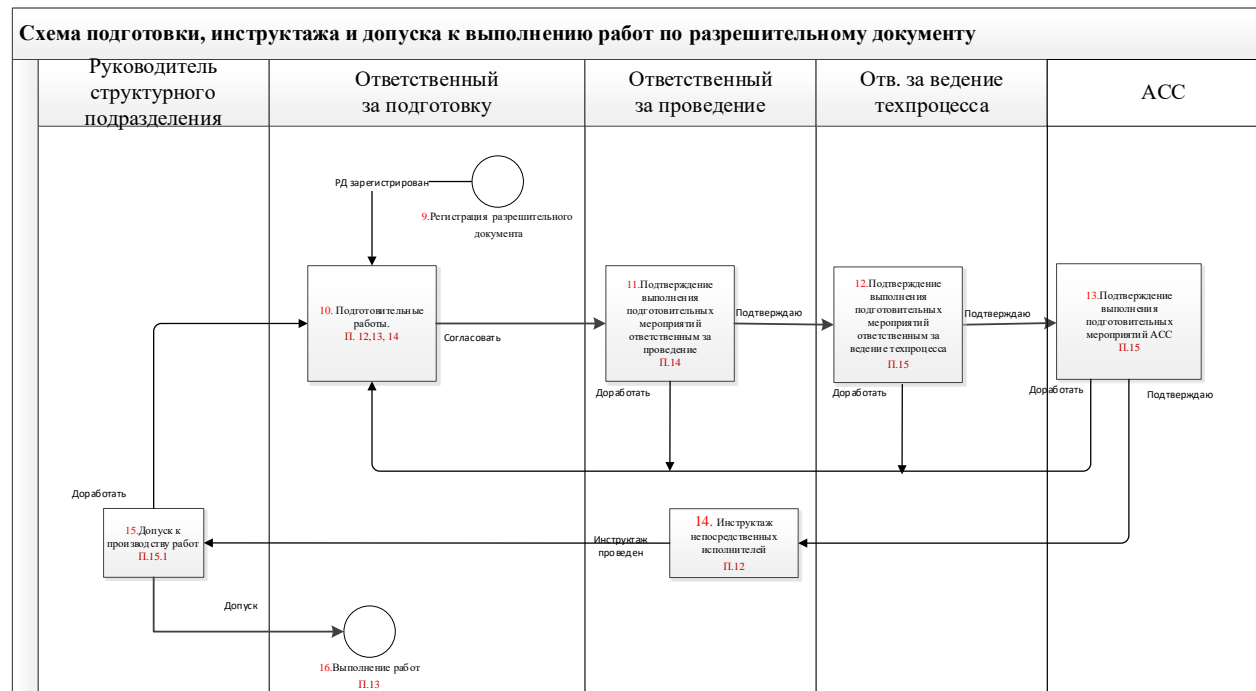 Схема подготовки, инструктажа и допуска к выполнению работ по разрешительному документу
Руководитель
структурного
подразделения
Ответственный
за подготовку
Ответственный
за проведение
Отв. за ведение
техпроцесса
АСС
РД зарегистрирован
9.Регистрация разрешительного
документа
10. Подготовительные
работы.
П. 12,13, 14
Согласовать
11.Подтверждение
выполнения
подготовительных
мероприятий
ответственным за
проведение
П.14
Подтверждаю
12.Подтверждение
выполнения
подготовительных
мероприятий
ответственным за
ведение техпроцесса
П.15
Подтверждаю
13.Подтверждение
выполнения
подготовительных
мероприятий АСС
П.15
Доработать
Доработать
Доработать
Подтверждаю
Доработать
15.Допуск к
производству работ
П.15.1
Инструктаж
проведен
14. Инструктаж
непосредственных
исполнителей
П.12
Допуск
16.Выполнение работ
П.13